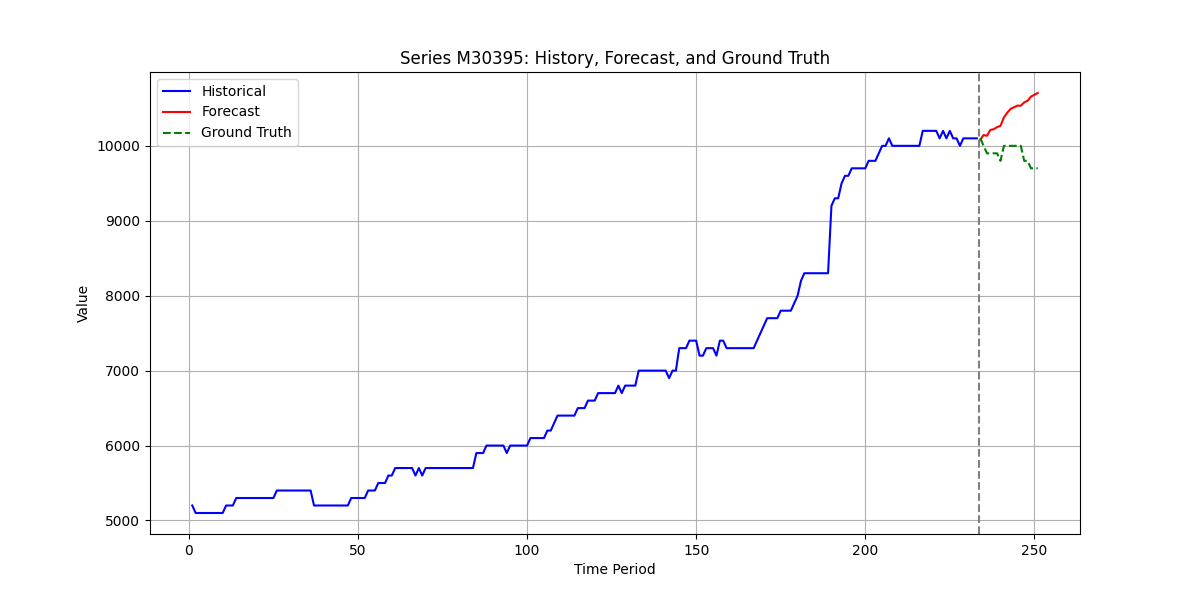 Series M30395: History, Forecast, and Ground Truth
Historical
Forecast
Ground Truth
10000
9000
8000
7000
6000
5000
Value
0 50 100 150 200 250
Time Period